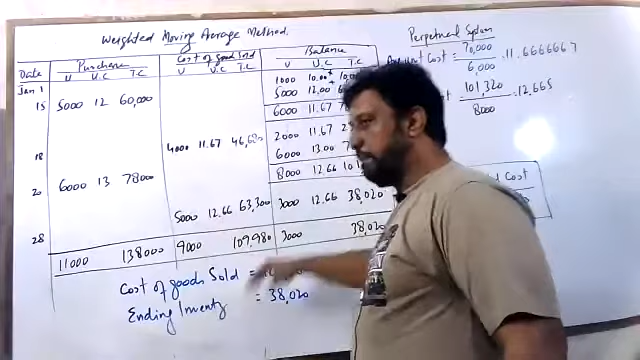 Weighted Moving Average Method.
Perpetual System
Date Purchase Cost of Good Sold Balance
U U.C T.C U U.C T.C U U.C T.C
Jan 1 1000 10.00
15 5000 12 60,000 5000 12.00
6000 11.67
4000 11.67 46,680 2000 11.67
18
20 6000 13 78000 6000 13.00
8000 12.66
5000 12.66 63,300 3000 12.66 38,020
28
11000 138000 9000 109,980 3000 38,020
Cost of goods Sold =
Ending Inventy = 38,020
Cost = 70,000 / 6,000 = 11.6666667
101,320 / 8000 = 12.665
Cost